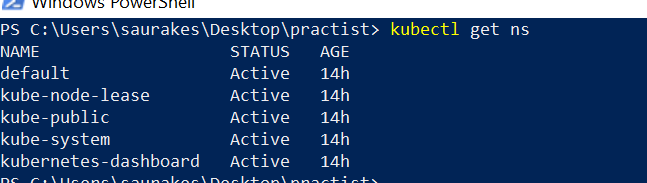 Windows PowerShell
PS C:\Users\saurakes\Desktop\practist> kubectl get ns
NAME STATUS AGE
default Active 14h
kube-node-lease Active 14h
kube-public Active 14h
kube-system Active 14h
kubernetes-dashboard Active 14h
PS C:\Users\saurakes\Desktop\practist>